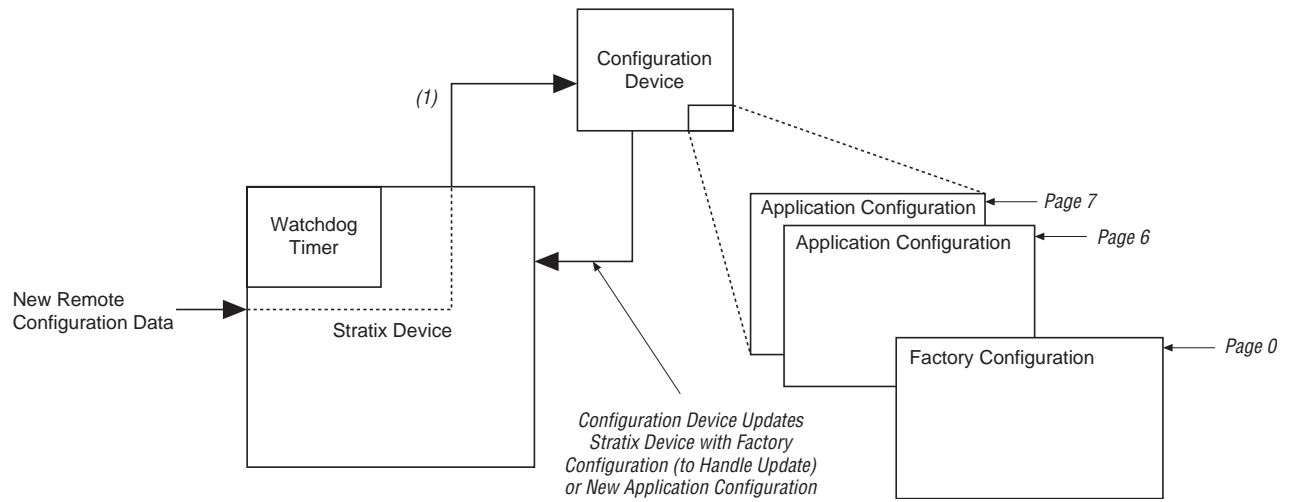 Configuration
Device
(1)
Watchdog
Timer
Application Configuration
Page 7
Application Configuration
Page 6
New Remote
Configuration Data
Stratix Device
Factory Configuration
Page 0
Configuration Device Updates
Stratix Device with Factory
Configuration (to Handle Update)
or New Application Configuration